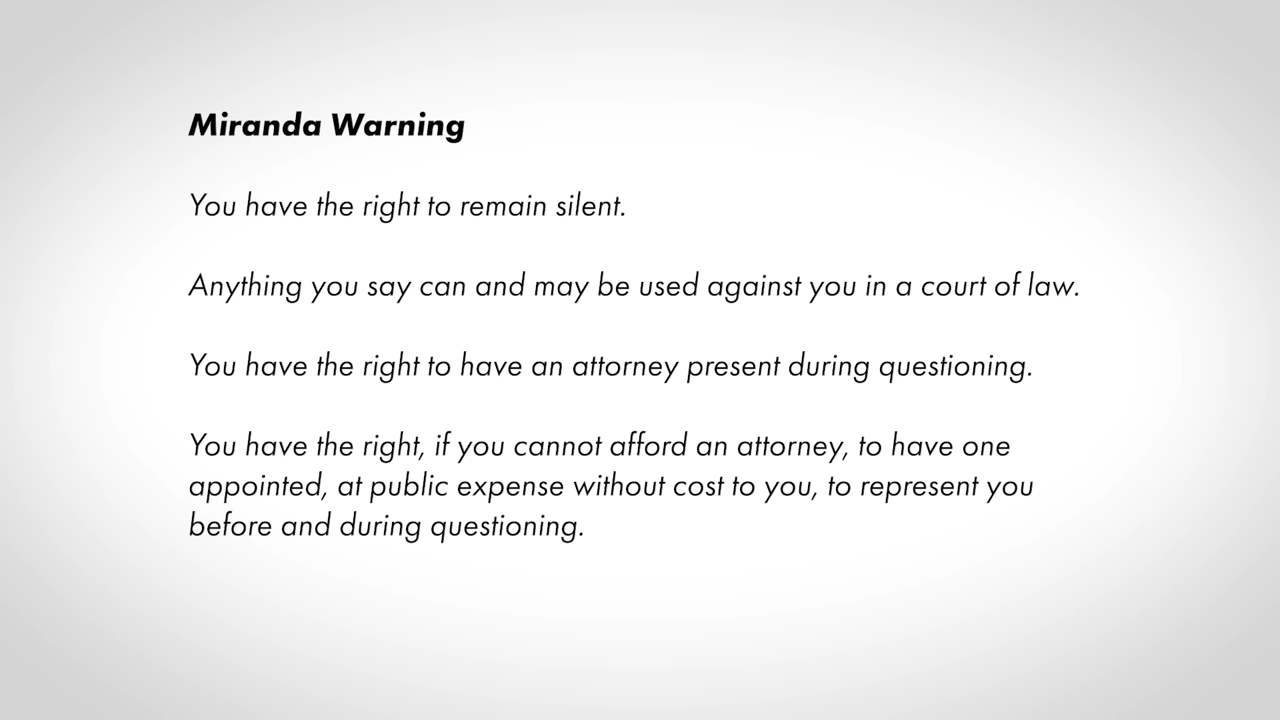 Miranda Warning
You have the right to remain silent.
Anything you say can and may be used against you in a court of law.
You have the right to have an attorney present during questioning.
You have the right, if you cannot afford an attorney, to have one
appointed, at public expense without cost to you, to represent you
before and during questioning.